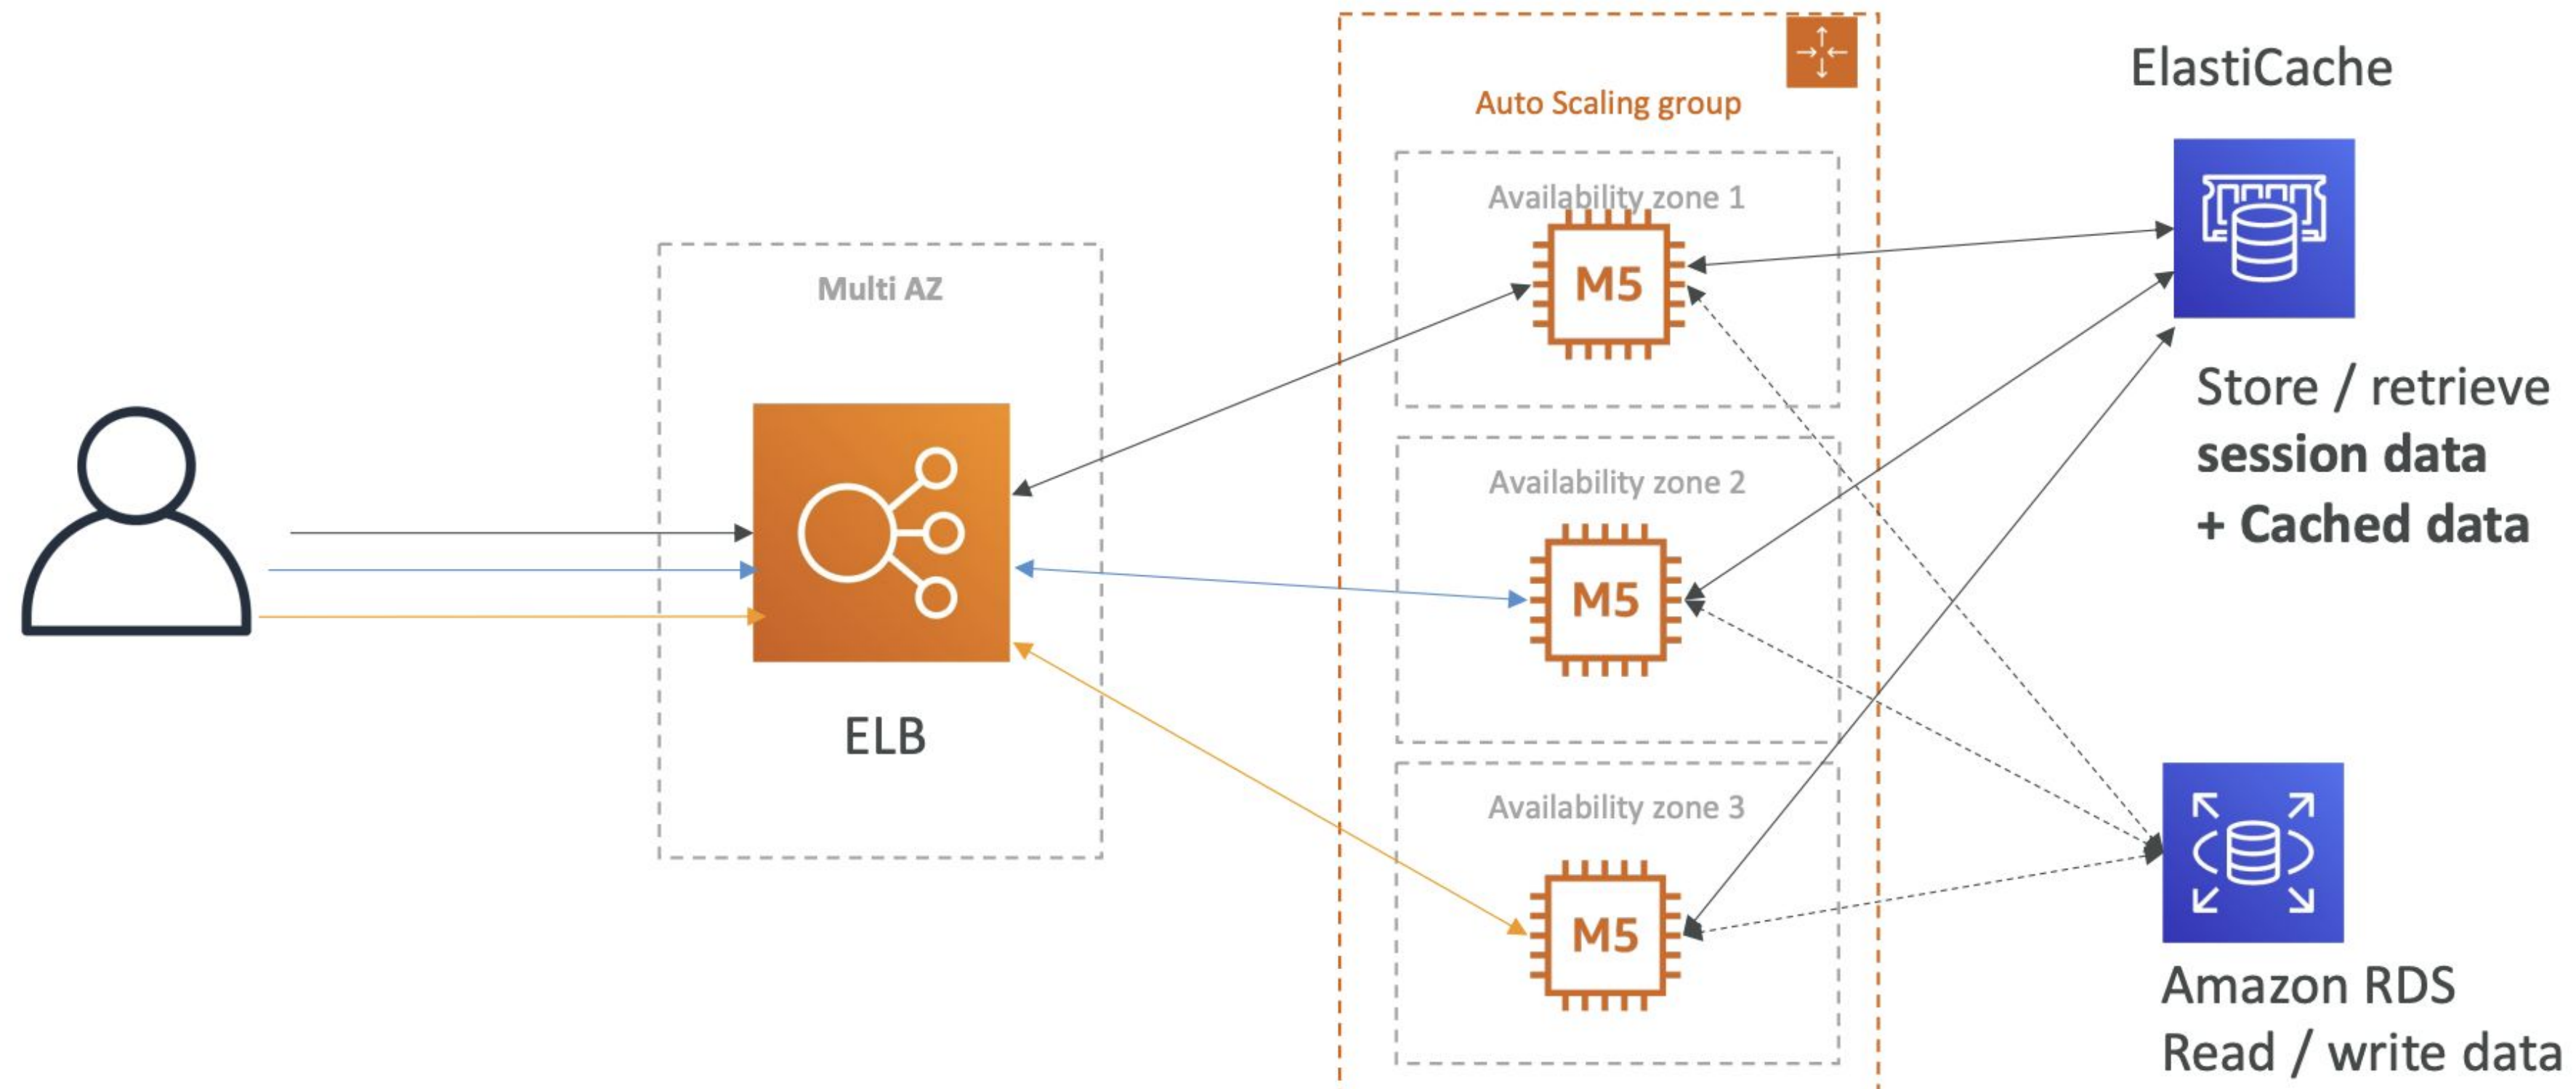 Multi AZ
ELB
Auto Scaling group
Availability zone 1
M5
Availability zone 2
M5
Availability zone 3
M5
ElastiCache
Store / retrieve
session data
+ Cached data
Amazon RDS
Read / write data